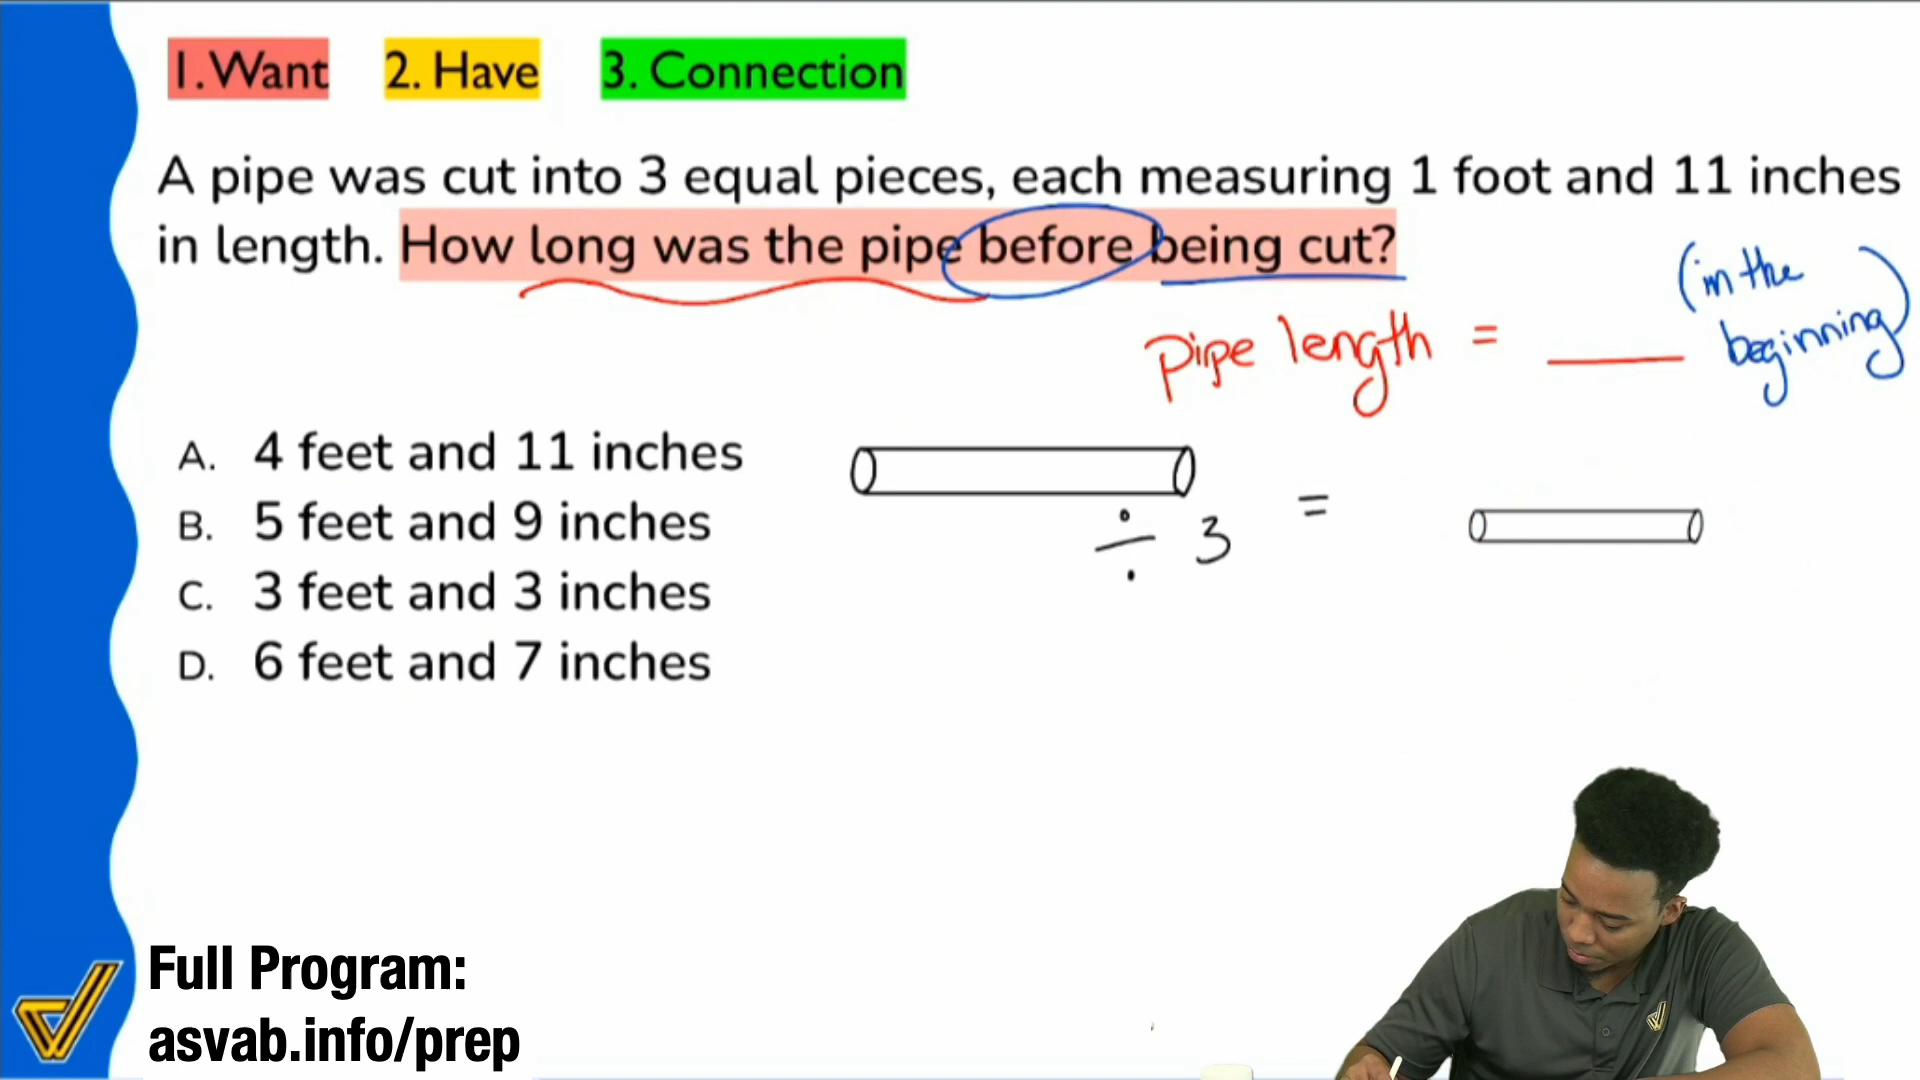 1. Want 2. Have 3. Connection
A pipe was cut into 3 equal pieces, each measuring 1 foot and 11 inches
in length. How long was the pipe before being cut?
(in the
beginning)
pipe length = ____
A. 4 feet and 11 inches
B. 5 feet and 9 inches
C. 3 feet and 3 inches
D. 6 feet and 7 inches
÷ 3 =
Full Program:
asvab.info/prep